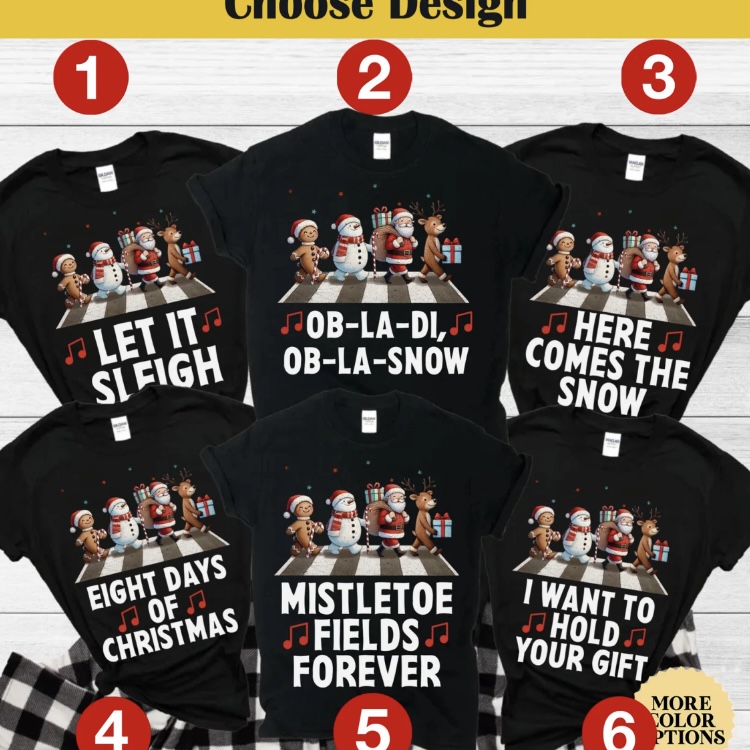 Choose Design
1
2
3
LET IT
SLEIGH
OB-LA-DI,
OB-LA-SNOW
HERE
COMES THE
SNOW
EIGHT DAYS
OF
CHRISTMAS
MISTLETOE
FIELDS
FOREVER
I WANT TO
HOLD
YOUR GIFT
4
5
6
MORE
COLOR
OPTIONS